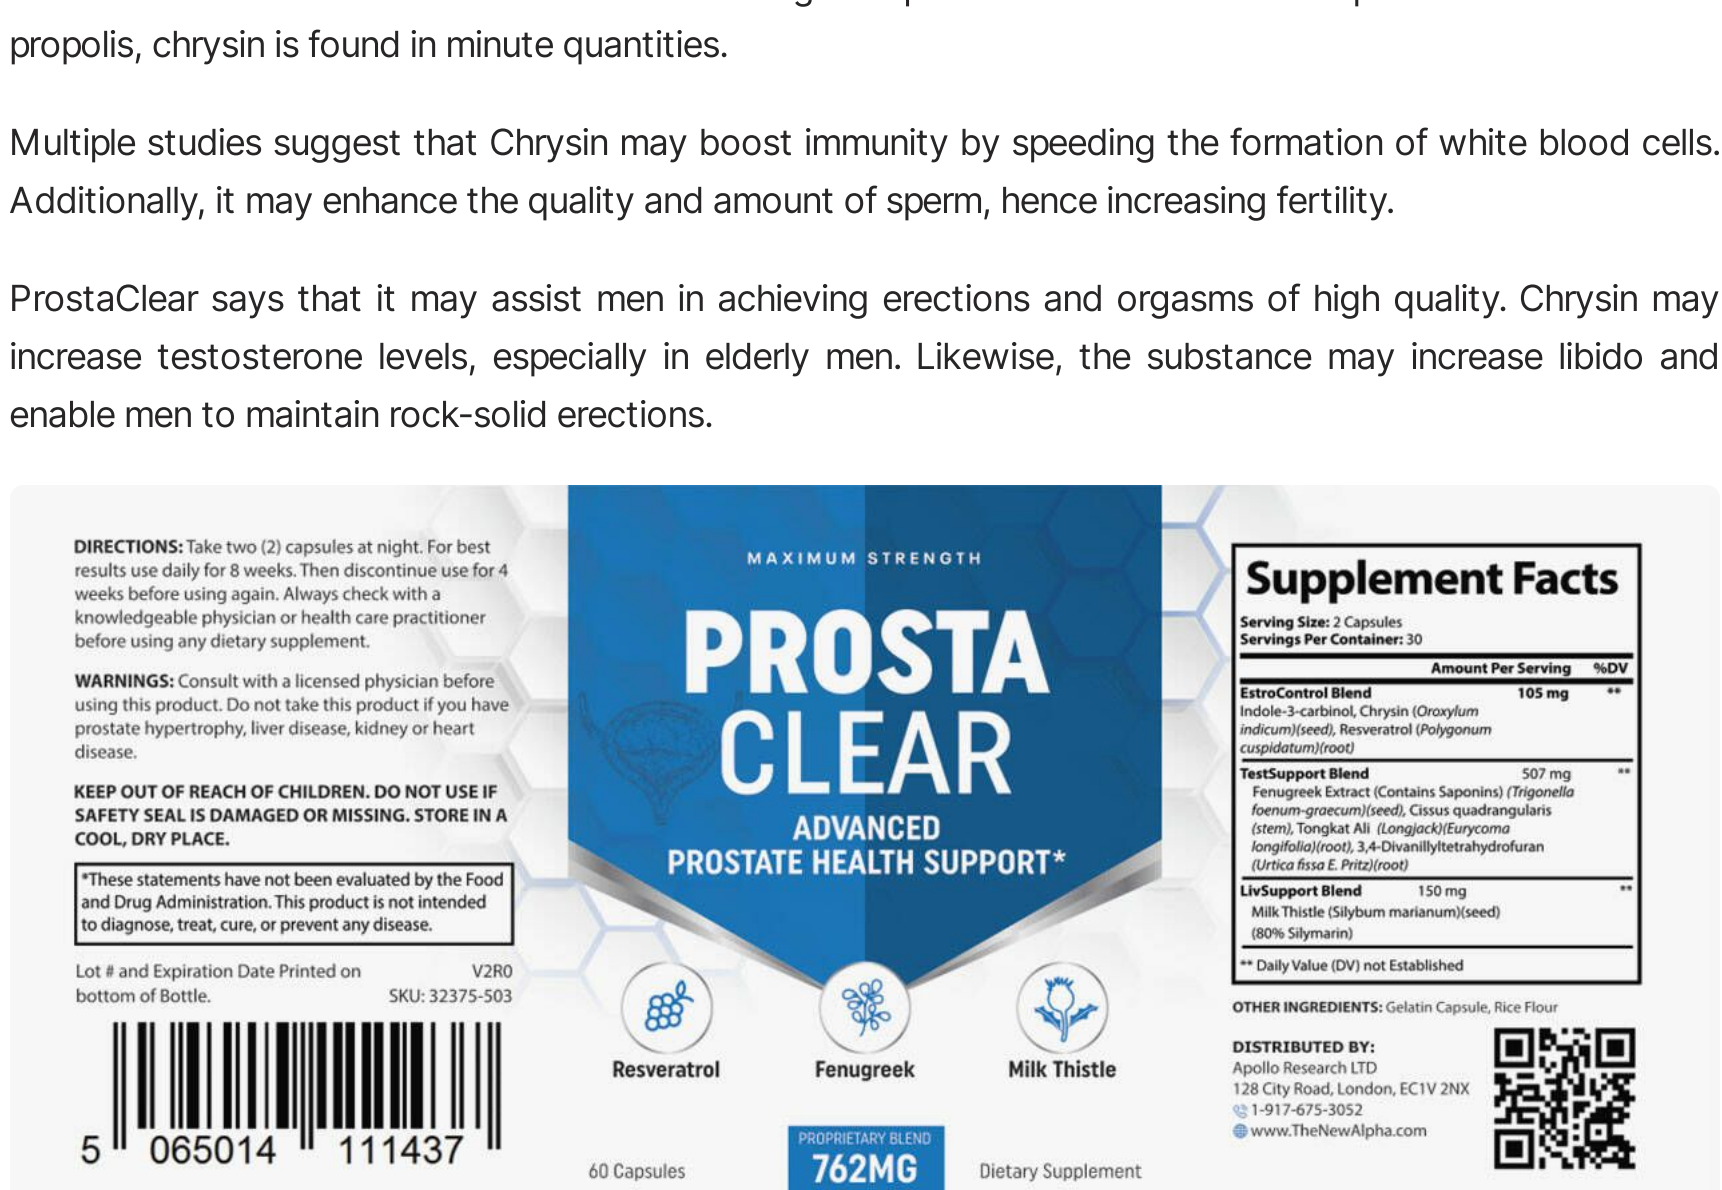 propolis, chrysin is found in minute quantities.
Multiple studies suggest that Chrysin may boost immunity by speeding the formation of white blood cells.
Additionally, it may enhance the quality and amount of sperm, hence increasing fertility.
ProstaClear says that it may assist men in achieving erections and orgasms of high quality. Chrysin may
increase testosterone levels, especially in elderly men. Likewise, the substance may increase libido and
enable men to maintain rock-solid erections.
DIRECTIONS: Take two (2) capsules at night. For best
results use daily for 8 weeks. Then discontinue use for 4
weeks before using again. Always check with a
knowledgeable physician or health care practitioner
before using any dietary supplement.
WARNINGS: Consult with a licensed physician before
using this product. Do not take this product if you have
prostate hypertrophy, liver disease, kidney or heart
disease.
KEEP OUT OF REACH OF CHILDREN. DO NOT USE IF
SAFETY SEAL IS DAMAGED OR MISSING. STORE IN A
COOL, DRY PLACE.
*These statements have not been evaluated by the Food
and Drug Administration. This product is not intended
to diagnose, treat, cure, or prevent any disease.
Lot # and Expiration Date Printed on
bottom of Bottle.
V2R0
SKU: 32375-503
5 065014 111437
MAXIMUM STRENGTH
PROSTA
CLEAR
ADVANCED
PROSTATE HEALTH SUPPORT*
Resveratrol
Fenugreek
Milk Thistle
60 Capsules
PROPRIETARY BLEND
762MG
Dietary Supplement
Supplement Facts
Serving Size: 2 Capsules
Servings Per Container: 30
Amount Per Serving %DV
EstroControl Blend 105 mg **
Indole-3-carbinol, Chrysin (Oroxylum
indicum)(seed), Resveratrol (Polygonum
cuspidatum)(root)
TestSupport Blend 507 mg **
Fenugreek Extract (Contains Saponins) (Trigonella
foenum-graecum)(seed), Cissus quadrangularis
(stem), Tongkat Ali (Longjack)(Eurycoma
longifolia)(root), 3,4-Divanillyltetrahydrofuran
(Urtica fissa E. Pritz)(root)
LivSupport Blend 150 mg **
Milk Thistle (Silybum marianum)(seed)
(80% Silymarin)
** Daily Value (DV) not Established
OTHER INGREDIENTS: Gelatin Capsule, Rice Flour
DISTRIBUTED BY:
Apollo Research LTD
128 City Road, London, EC1V 2NX
1-917-675-3052
www.TheNewAlpha.com